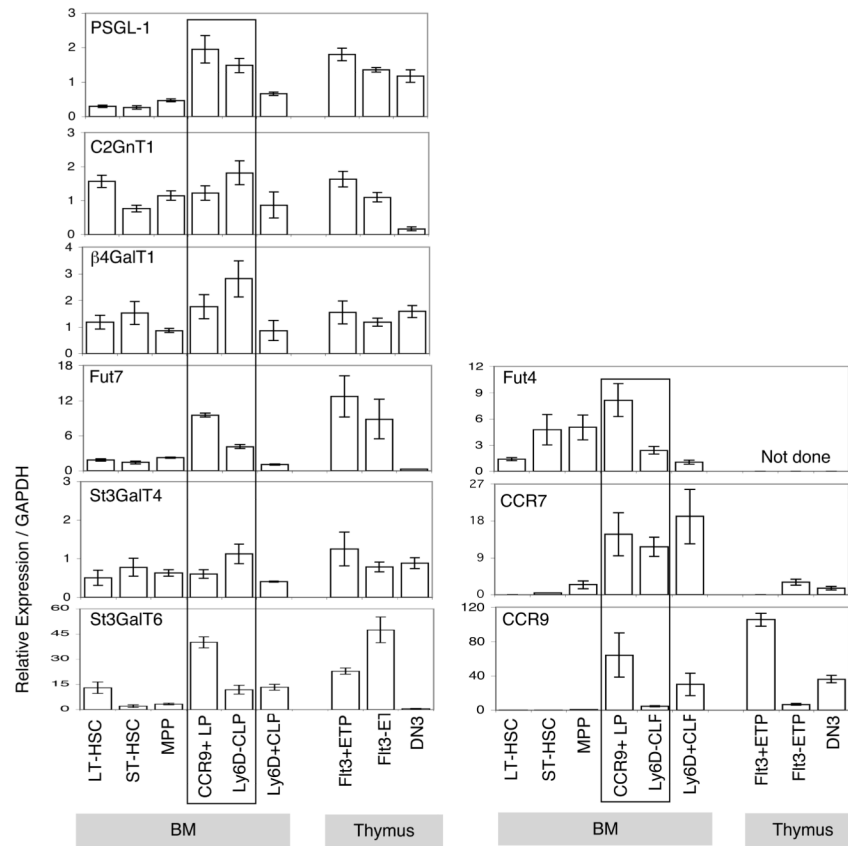 PSGL-1
3
2
1
0
C2GnT1
3
2
1
0
β4GalT1
4
3
2
1
0
Fut7
18
12
6
0
St3GalT4
3
2
1
0
St3GalT6
60
45
30
15
0
Relative Expression / GAPDH
LT-HSC
ST-HSC
MPP
CCR9+ LP
Ly6D-CLP
Ly6D+CLP
Flt3+ETP
Flt3-ET
DN3
BM
Thymus
Fut4
12
9
6
3
0
Not done
CCR7
27
18
9
0
CCR9
120
80
40
0
LT-HSC
ST-HSC
MPP
CCR9+ LP
Ly6D-CLF
Ly6D+CLF
Flt3+ETP
Flt3-ETP
DN3
BM
Thymus